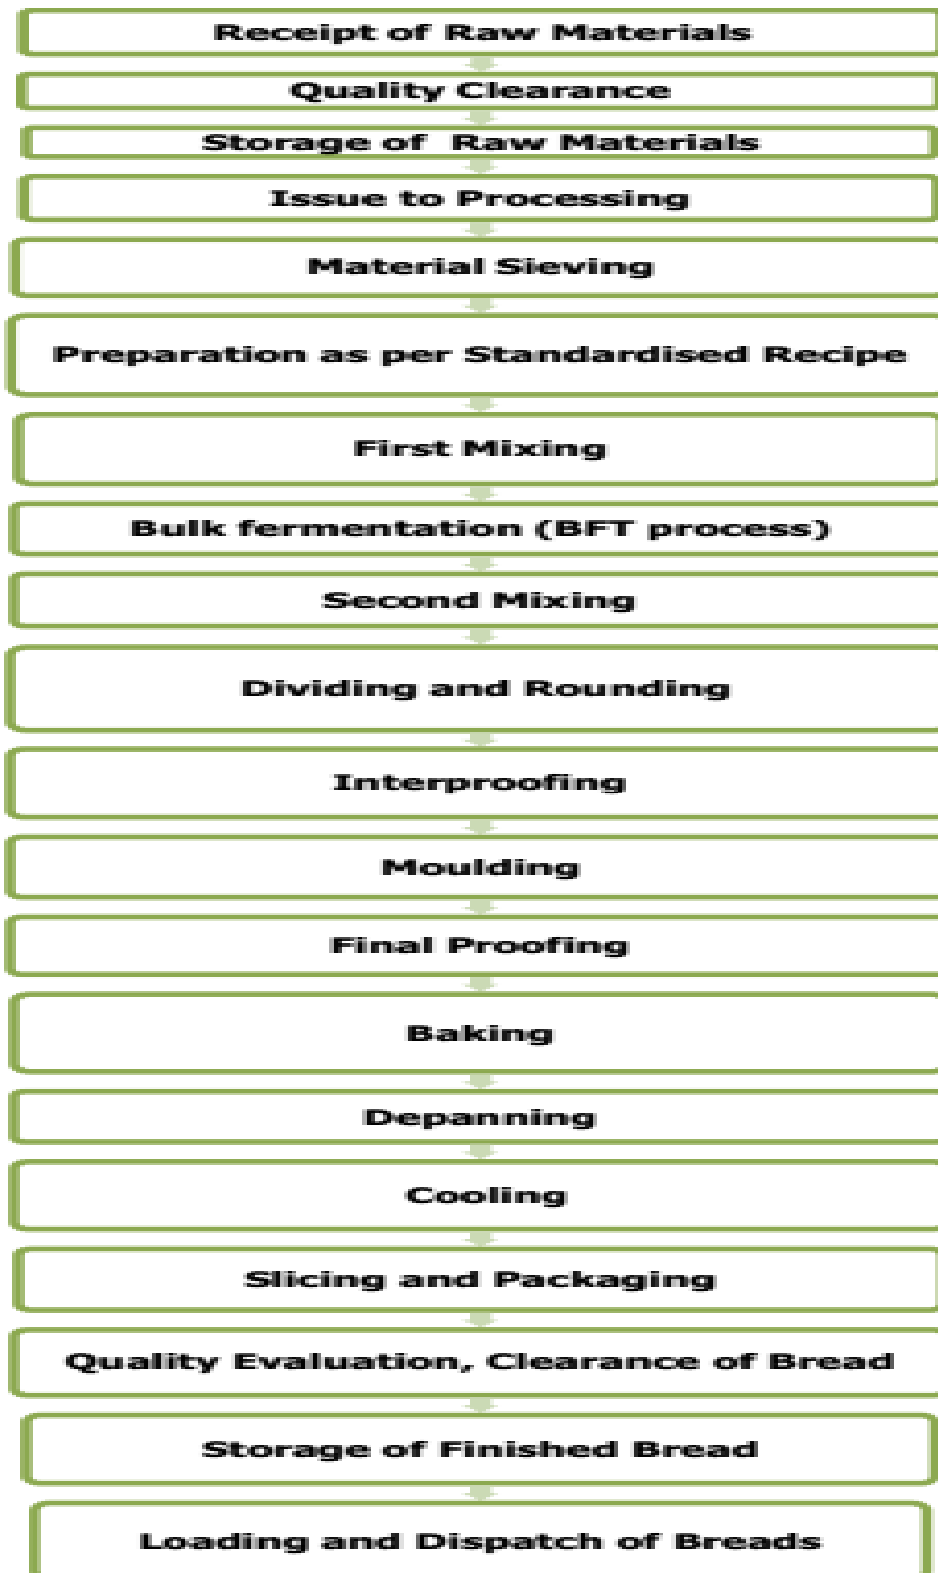 Receipt of Raw Materials
Quality Clearance
Storage of Raw Materials
Issue to Processing
Material Sieving
Preparation as per Standardised Recipe
First Mixing
Bulk fermentation (BFT process)
Second Mixing
Dividing and Rounding
Interproofing
Moulding
Final Proofing
Baking
Depanning
Cooling
Slicing and Packaging
Quality Evaluation, Clearance of Bread
Storage of Finished Bread
Loading and Dispatch of Breads